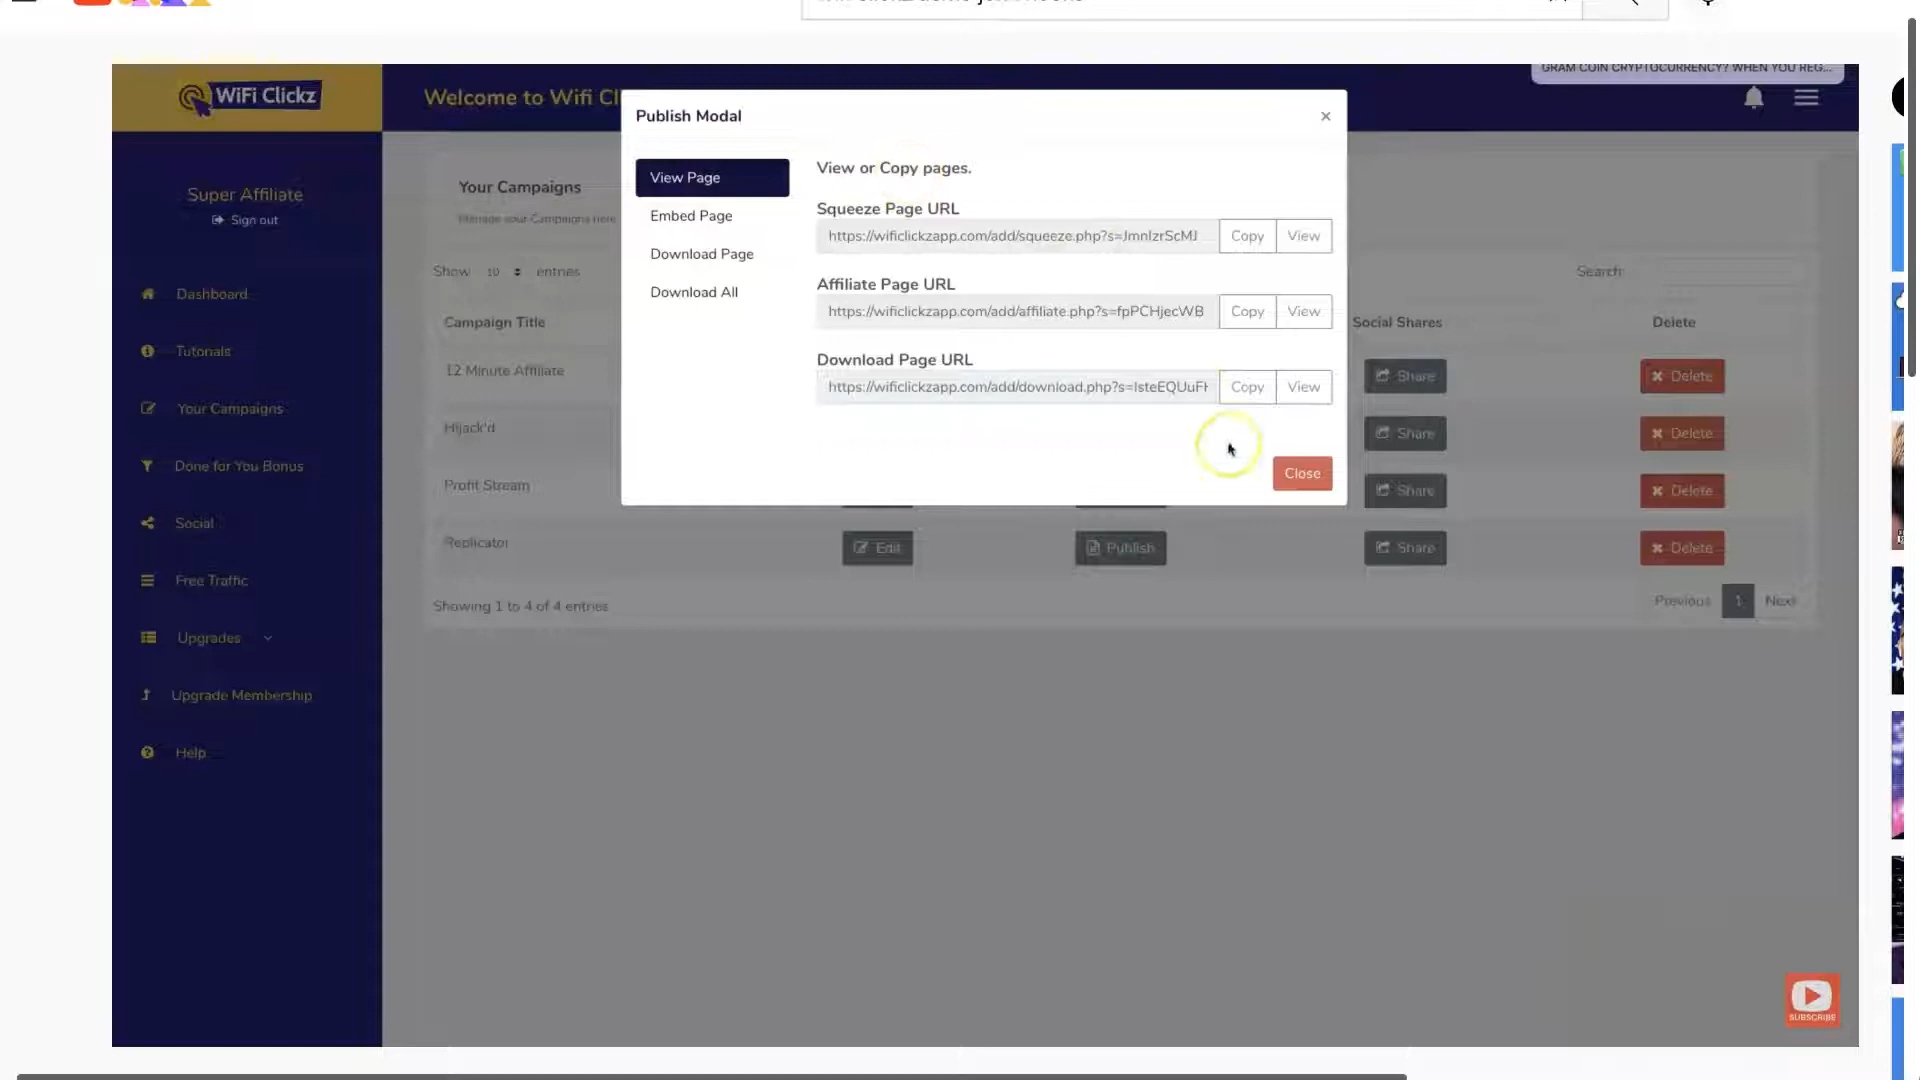 GRAM COIN CRYPTOCURRENCY? WHEN YOU REG...
WiFi Clickz
Welcome to Wifi Cl
Publish Modal
×
Super Affiliate
Sign out
Dashboard
Tutorials
Your Campaigns
Done for You Bonus
Social
Free Traffic
Upgrades
Upgrade Membership
Help
Your Campaigns
Manage your Campaigns here
Show 10 entries
Search:
Campaign Title
Social Shares
Delete
12 Minute Affiliate
Share
Delete
Hijack'd
Share
Delete
Profit Stream
Share
Delete
Replicator
Edit
Publish
Share
Delete
Showing 1 to 4 of 4 entries
Previous 1 Next
View Page
Embed Page
Download Page
Download All
View or Copy pages.
Squeeze Page URL
https://wificlickzapp.com/add/squeeze.php?s=JmnlzrScMJ Copy View
Affiliate Page URL
https://wificlickzapp.com/add/affiliate.php?s=fpPCHjecWB Copy View
Download Page URL
https://wificlickzapp.com/add/download.php?s=IsteEQUuFH Copy View
Close
SUBSCRIBE